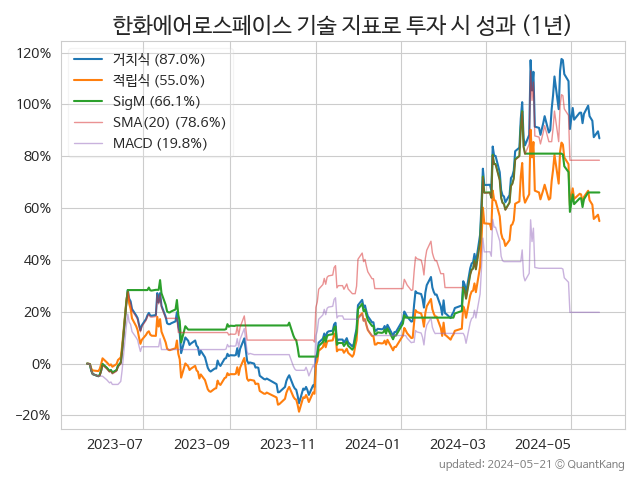 한화에어로스페이스 기술 지표로 투자 시 성과 (1년)
120%
100%
80%
60%
40%
20%
0%
−20%
거치식 (87.0%)
적립식 (55.0%)
SigM (66.1%)
SMA(20) (78.6%)
MACD (19.8%)
2023-07
2023-09
2023-11
2024-01
2024-03
2024-05
updated: 2024-05-21 © QuantKang